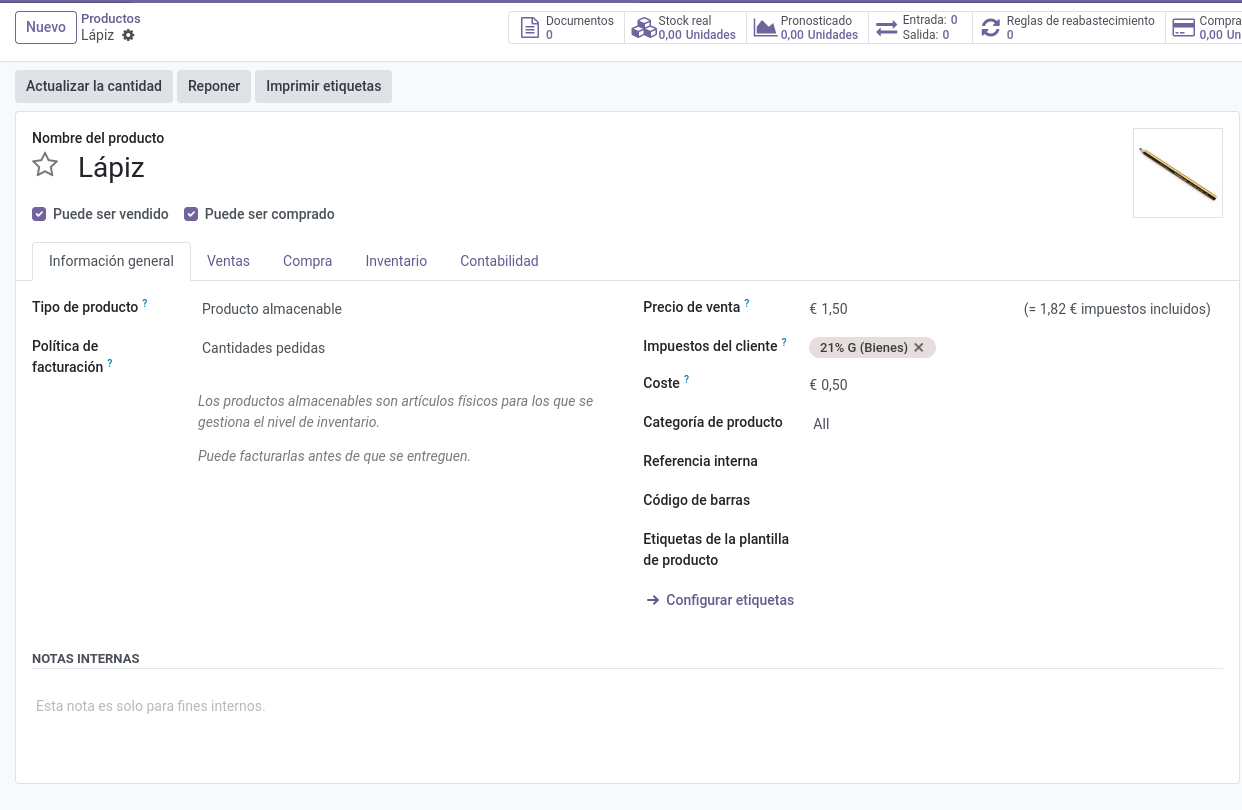 Nuevo
Productos
Lápiz
Documentos
0
Stock real
0,00 Unidades
Pronosticado
0,00 Unidades
Entrada: 0
Salida: 0
Reglas de reabastecimiento
0
Compra
0,00 Un
Actualizar la cantidad
Reponer
Imprimir etiquetas
Nombre del producto
Lápiz
Puede ser vendido
Puede ser comprado
Información general
Ventas
Compra
Inventario
Contabilidad
Tipo de producto ?
Producto almacenable
Política de
facturación ?
Cantidades pedidas
Los productos almacenables son artículos físicos para los que se
gestiona el nivel de inventario.
Puede facturarlas antes de que se entreguen.
Precio de venta ?
€ 1,50
(= 1,82 € impuestos incluidos)
Impuestos del cliente ?
21% G (Bienes)
Coste ?
€ 0,50
Categoría de producto
All
Referencia interna
Código de barras
Etiquetas de la plantilla
de producto
Configurar etiquetas
NOTAS INTERNAS
Esta nota es solo para fines internos.